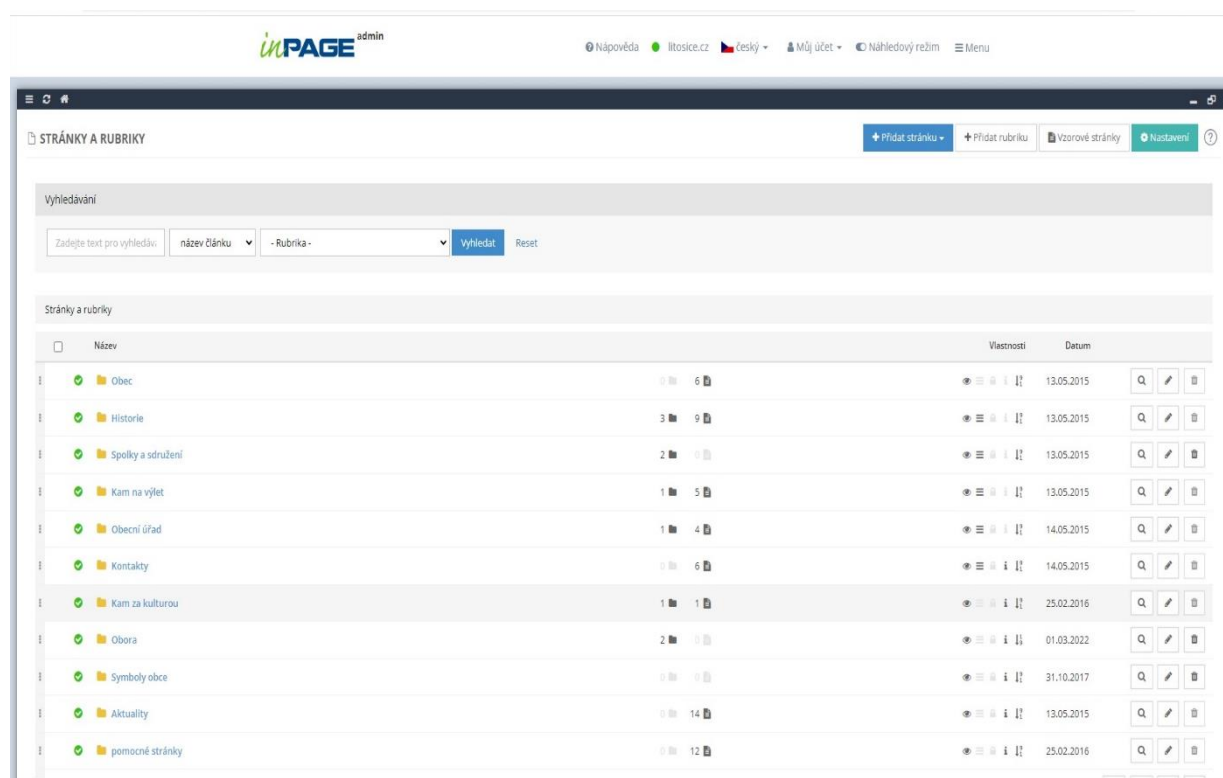 inPAGE admin
Nápověda litosice.cz český Můj účet Náhledový režim Menu
STRÁNKY A RUBRIKY
Přidat stránku Přidat rubriku Vzorové stránky Nastavení
Vyhledávání
Zadejte text pro vyhledáv název článku - Rubrika - Vyhledat Reset
Stránky a rubriky
Název Vlastnosti Datum
Obec 0 6 13.05.2015
Historie 3 9 13.05.2015
Spolky a sdružení 2 0 13.05.2015
Kam na výlet 1 5 13.05.2015
Obecní úřad 1 4 14.05.2015
Kontakty 0 6 14.05.2015
Kam za kulturou 1 1 25.02.2016
Obora 2 0 01.03.2022
Symboly obce 0 0 31.10.2017
Aktuality 0 14 13.05.2015
pomocné stránky 0 12 25.02.2016